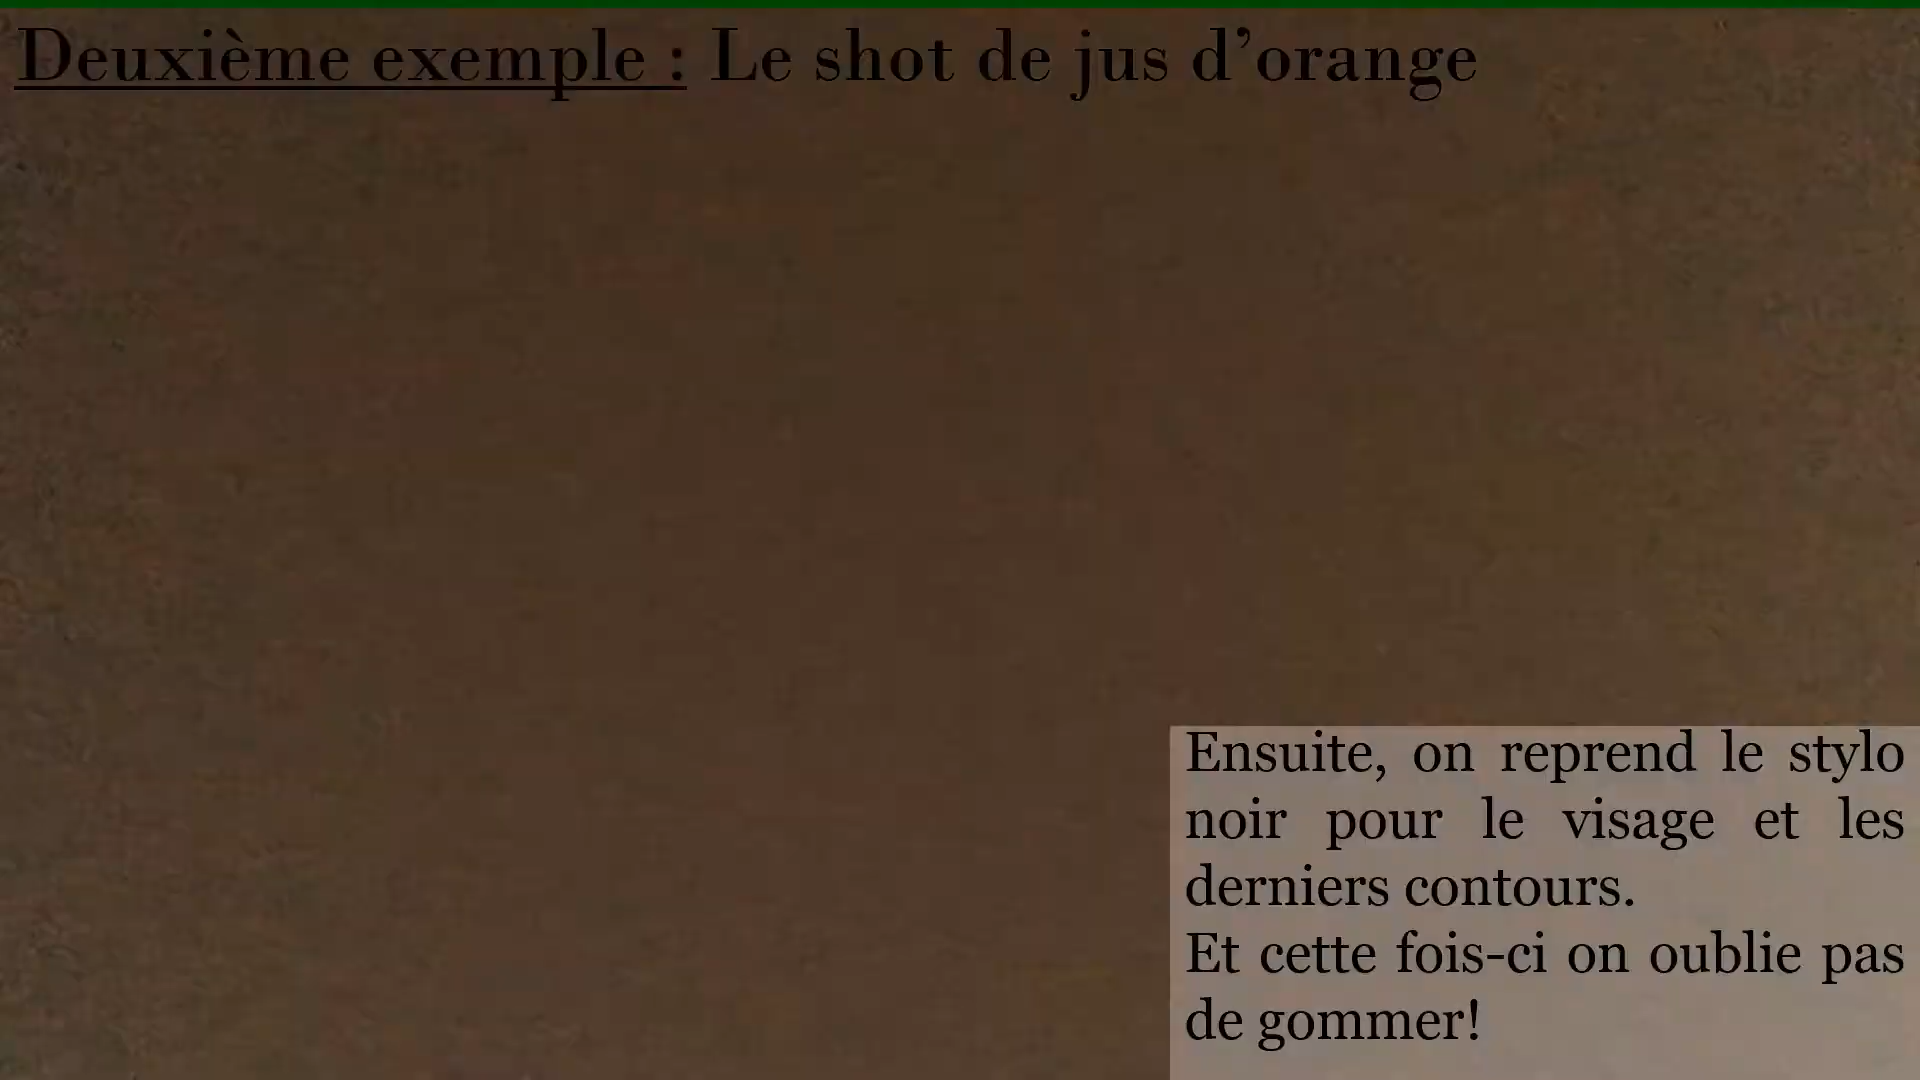 Deuxième exemple : Le shot de jus d’orange
Ensuite, on reprend le stylo
noir pour le visage et les
derniers contours.
Et cette fois-ci on oublie pas
de gommer!